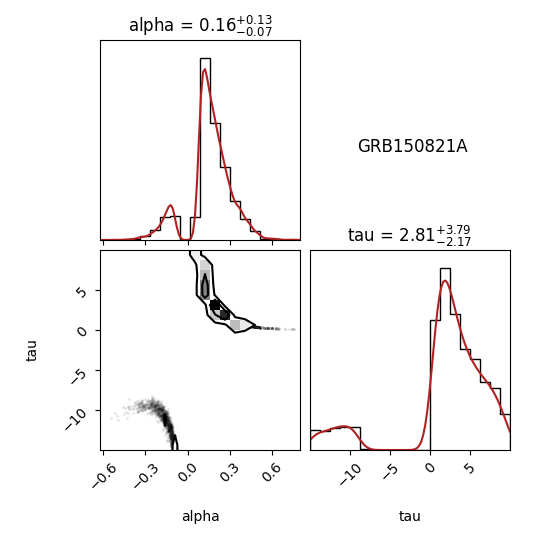 alpha = 0.16+0.13
−0.07
GRB150821A
tau = 2.81+3.79
−2.17
tau
5
0
−5
−10
−0.6
−0.3
0.0
0.3
0.6
−10
−5
0
5
alpha
tau